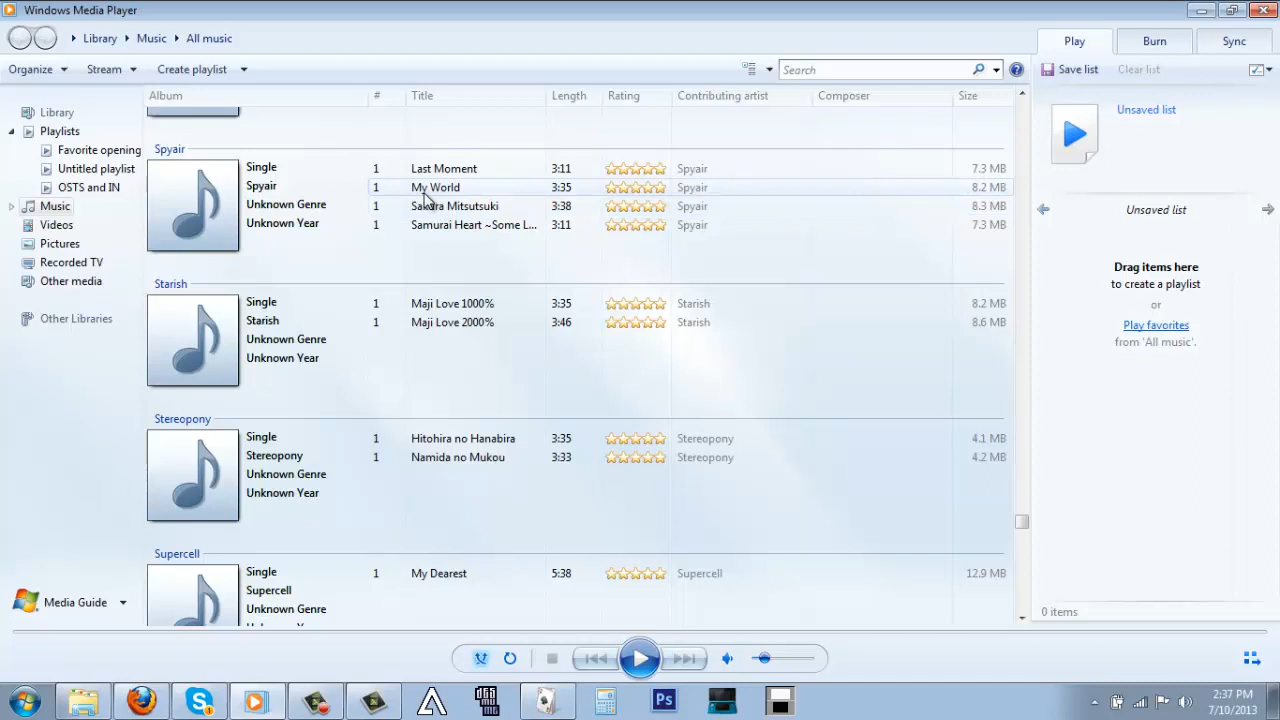 Windows Media Player
Library Music All music
Play Burn Sync
Organize Stream Create playlist
Search
Save list Clear list
Album # Title Length Rating Contributing artist Composer Size
Library
Playlists
Favorite opening
Untitled playlist
OSTS and IN
Music
Videos
Pictures
Recorded TV
Other media
Other Libraries
Media Guide
Spyair
Single
Spyair
Unknown Genre
Unknown Year
1 Last Moment 3:11 Spyair 7.3 MB
1 My World 3:35 Spyair 8.2 MB
1 Sakura Mitsutsuki 3:38 Spyair 8.3 MB
1 Samurai Heart ~Some L... 3:11 Spyair 7.3 MB
Starish
Single
Starish
Unknown Genre
Unknown Year
1 Maji Love 1000% 3:35 Starish 8.2 MB
1 Maji Love 2000% 3:46 Starish 8.6 MB
Stereopony
Single
Stereopony
Unknown Genre
Unknown Year
1 Hitohira no Hanabira 3:35 Stereopony 4.1 MB
1 Namida no Mukou 3:33 Stereopony 4.2 MB
Supercell
Single
Supercell
Unknown Genre
1 My Dearest 5:38 Supercell 12.9 MB
Unsaved list
Unsaved list
Drag items here
to create a playlist
or
Play favorites
from 'All music'.
0 items
Ps
2:37 PM
7/10/2013